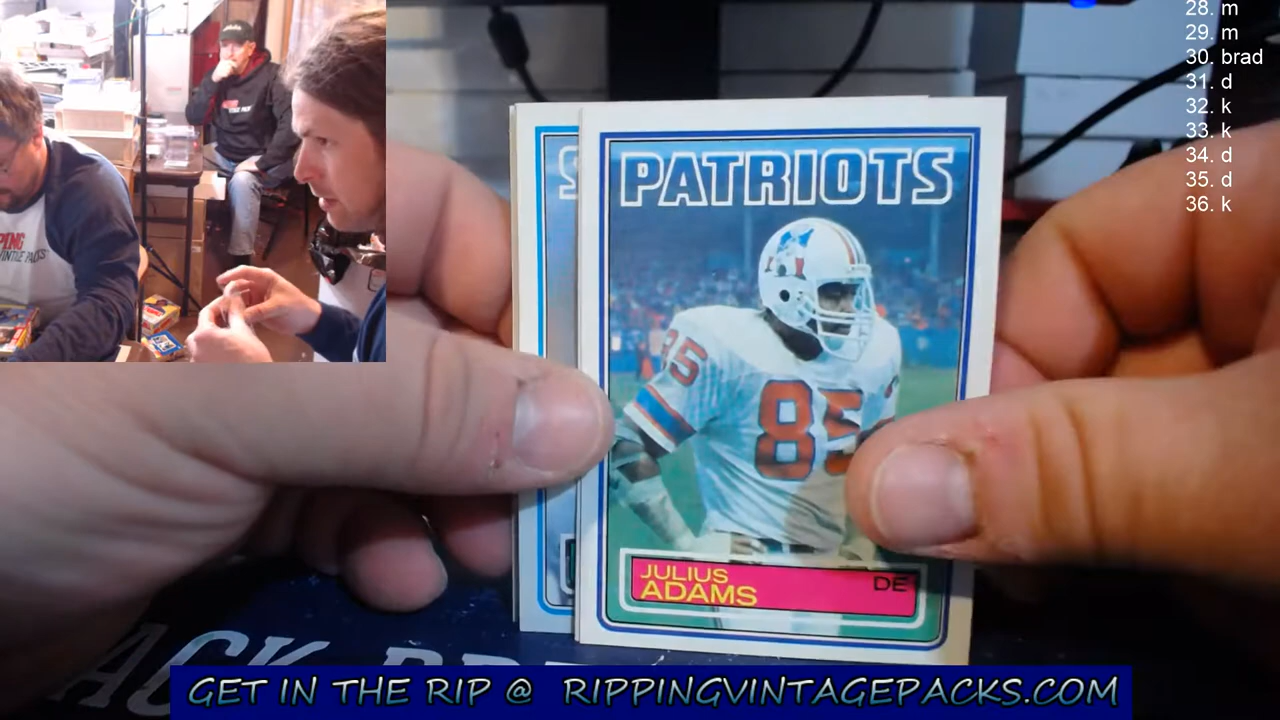 28. m
29. m
30. brad
31. d
32. k
33. k
34. d
35. d
36. k
PATRIOTS
85
85
JULIUS
ADAMS
DE
GET IN THE RIP @ RIPPINGVINTAGEPACKS.COM